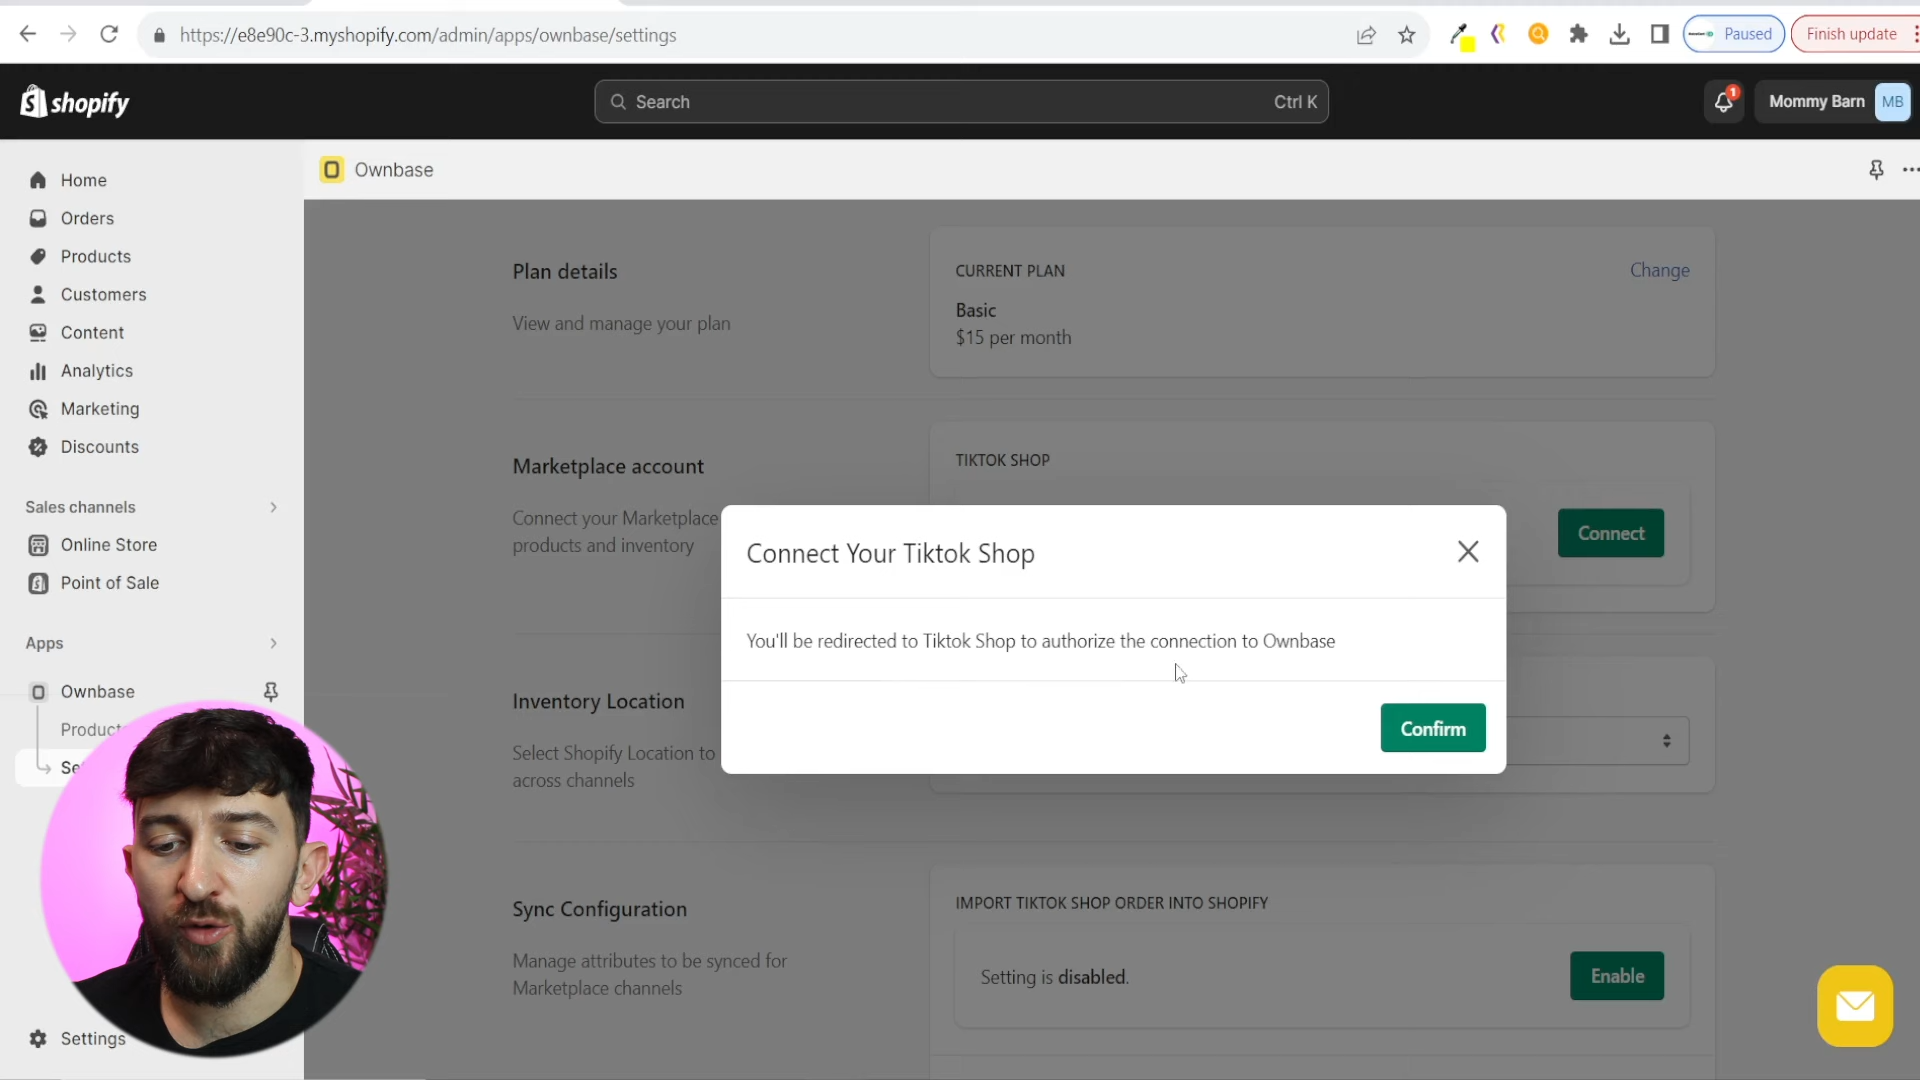 https://e8e90c-3.myshopify.com/admin/apps/ownbase/settings
Paused
Finish update
shopify
Search
Ctrl K
1
Mommy Barn
MB
Home
Orders
Products
Customers
Content
Analytics
Marketing
Discounts
Sales channels
Online Store
Point of Sale
Apps
Ownbase
Settings
Ownbase
Plan details
View and manage your plan
CURRENT PLAN
Change
Basic
$15 per month
Marketplace account
Connect your Marketplace
products and inventory
TIKTOK SHOP
Connect
Connect Your Tiktok Shop
You'll be redirected to Tiktok Shop to authorize the connection to Ownbase
Confirm
Inventory Location
Select Shopify Location to
across channels
Sync Configuration
Manage attributes to be synced for
Marketplace channels
IMPORT TIKTOK SHOP ORDER INTO SHOPIFY
Setting is disabled.
Enable